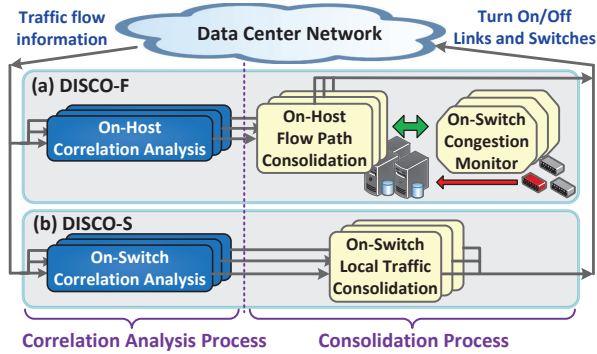 Traffic flow
information
Data Center Network
Turn On/Off
Links and Switches
(a) DISCO-F
On-Host
Correlation Analysis
On-Host
Flow Path
Consolidation
On-Switch
Congestion
Monitor
(b) DISCO-S
On-Switch
Correlation Analysis
On-Switch
Local Traffic
Consolidation
Correlation Analysis Process
Consolidation Process